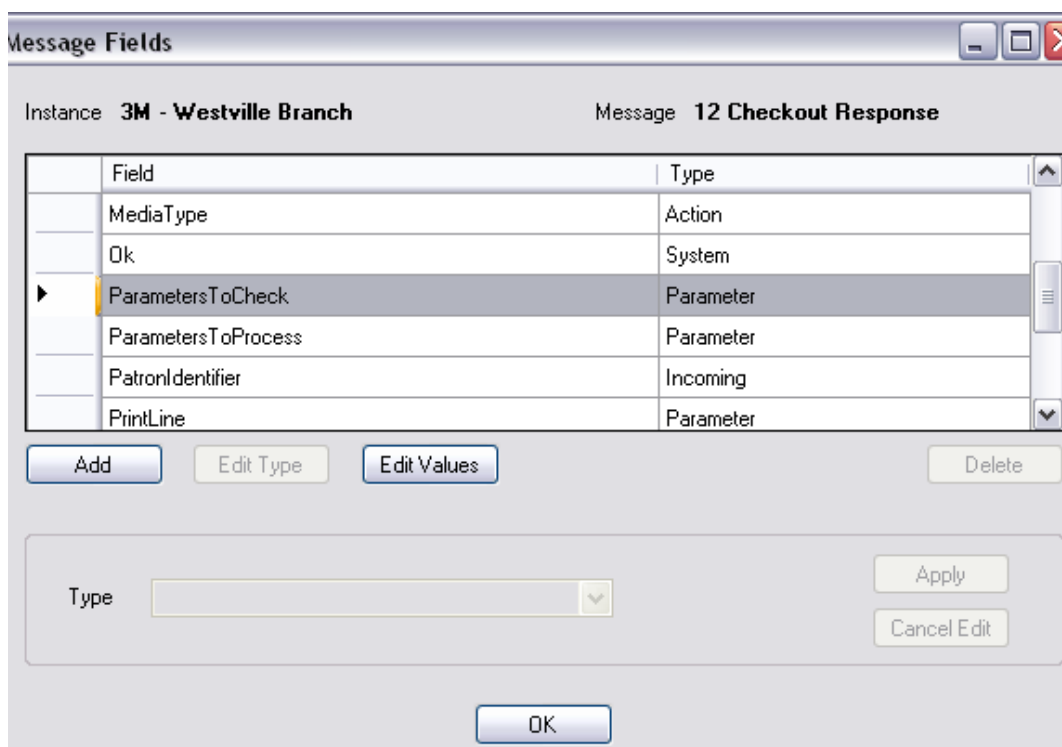 Message Fields
Instance 3M - Westville Branch Message 12 Checkout Response
Field Type
MediaType Action
Ok System
ParametersToCheck Parameter
ParametersToProcess Parameter
PatronIdentifier Incoming
PrintLine Parameter
Add Edit Type Edit Values Delete
Type Apply
Cancel Edit
OK